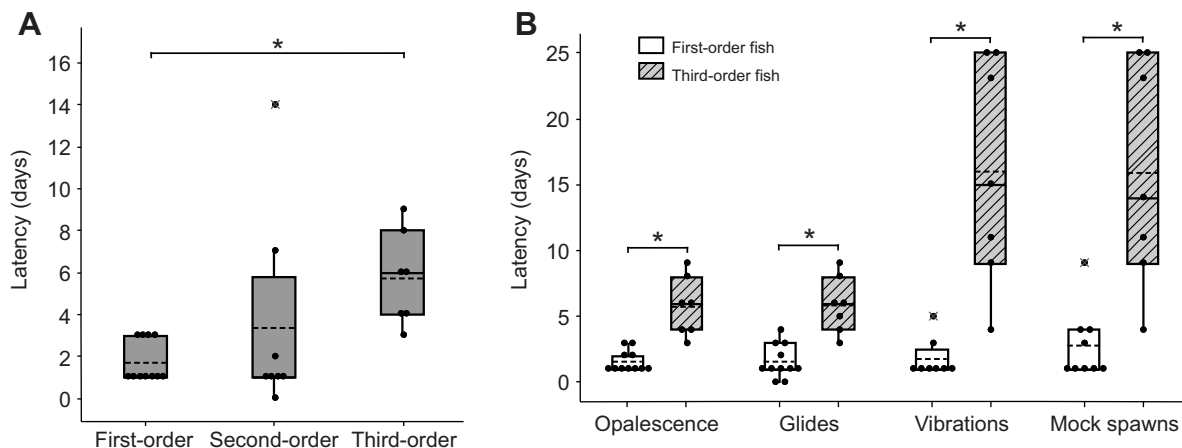 A
*
Latency (days)
16
14
12
10
8
6
4
2
0
First-order
Second-order
Third-order
B
First-order fish
Third-order fish
* * * *
Latency (days)
25
20
15
10
5
0
Opalescence
Glides
Vibrations
Mock spawns